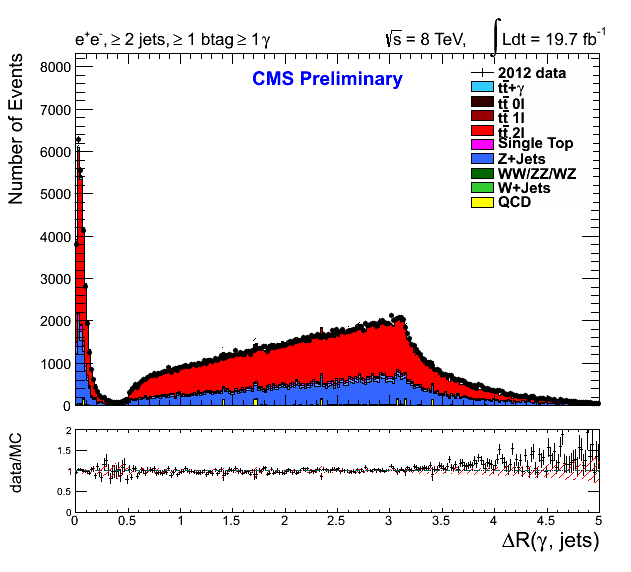 e⁺e⁻, ≥ 2 jets, ≥ 1 btag ≥ 1 γ
√s = 8 TeV, ∫ Ldt = 19.7 fb⁻¹
CMS Preliminary
2012 data
tt̄+γ
tt̄ 0l
tt̄ 1l
tt̄ 2l
Single Top
Z+Jets
WW/ZZ/WZ
W+Jets
QCD
Number of Events
8000
7000
6000
5000
4000
3000
2000
1000
0
data/MC
2
1.5
1
0.5
0
0 0.5 1 1.5 2 2.5 3 3.5 4 4.5 5
ΔR(γ, jets)